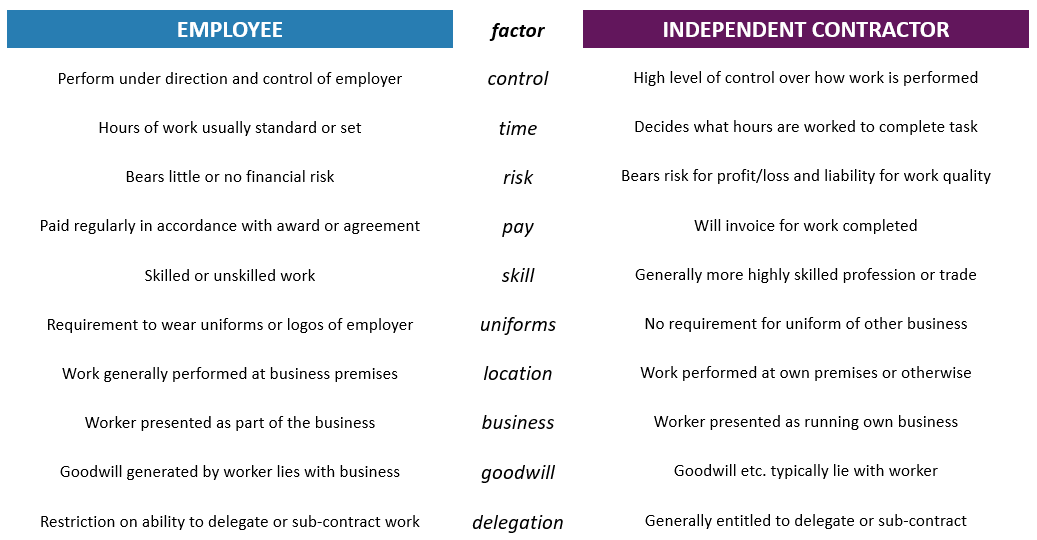 EMPLOYEE factor INDEPENDENT CONTRACTOR
Perform under direction and control of employer control High level of control over how work is performed
Hours of work usually standard or set time Decides what hours are worked to complete task
Bears little or no financial risk risk Bears risk for profit/loss and liability for work quality
Paid regularly in accordance with award or agreement pay Will invoice for work completed
Skilled or unskilled work skill Generally more highly skilled profession or trade
Requirement to wear uniforms or logos of employer uniforms No requirement for uniform of other business
Work generally performed at business premises location Work performed at own premises or otherwise
Worker presented as part of the business business Worker presented as running own business
Goodwill generated by worker lies with business goodwill Goodwill etc. typically lie with worker
Restriction on ability to delegate or sub-contract work delegation Generally entitled to delegate or sub-contract